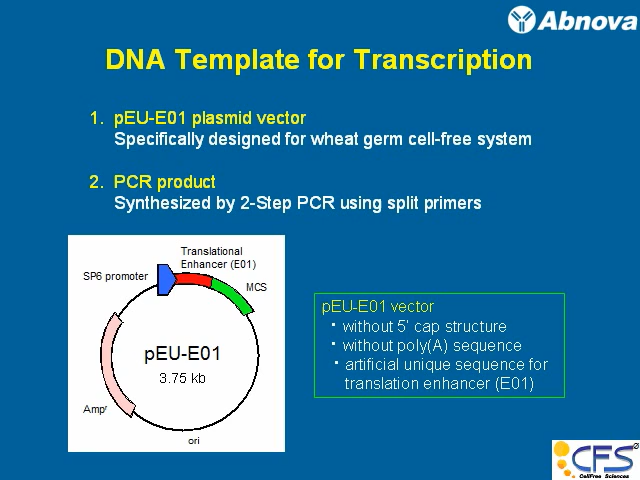 Abnova
DNA Template for Transcription
1. pEU-E01 plasmid vector
Specifically designed for wheat germ cell-free system
2. PCR product
Synthesized by 2-Step PCR using split primers
Translational
Enhancer (E01)
SP6 promoter
MCS
pEU-E01
3.75 kb
Ampʳ
ori
pEU-E01 vector
・without 5’ cap structure
・without poly(A) sequence
・artificial unique sequence for
translation enhancer (E01)
CFS
CellFree Sciences